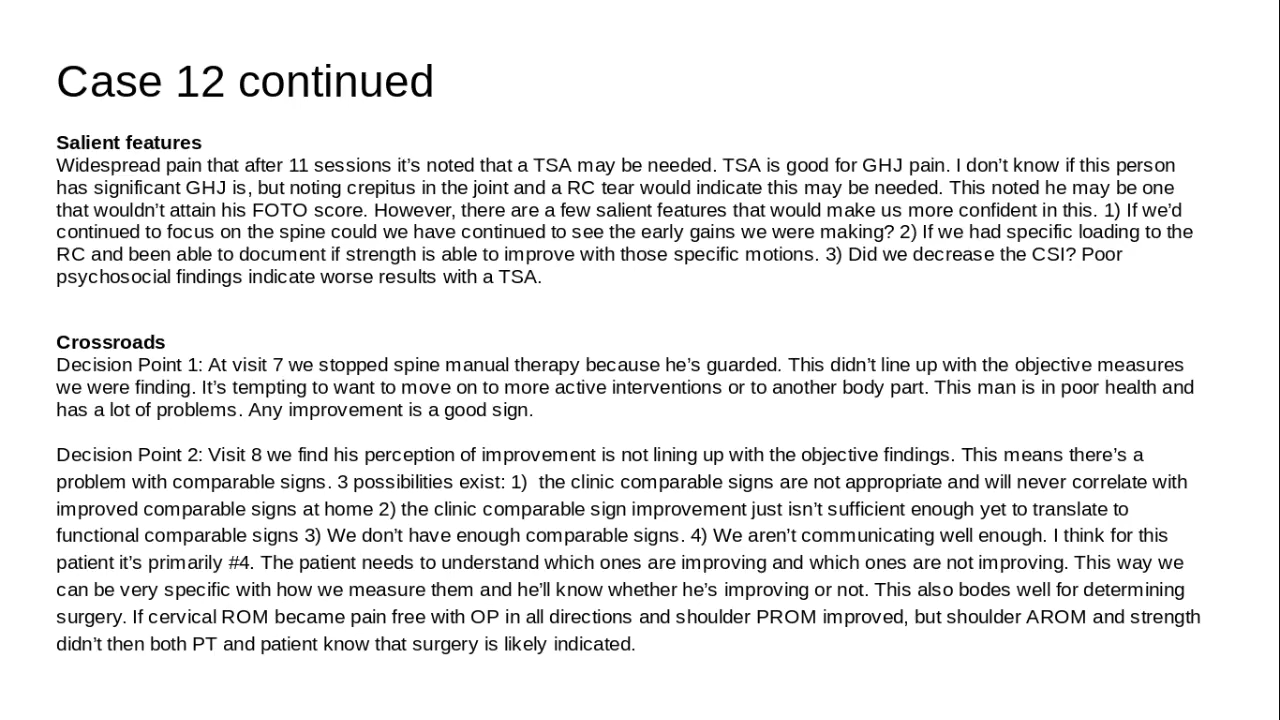 Case 12 continued
Salient features
Widespread pain that after 11 sessions it’s noted that a TSA may be needed. TSA is good for GHJ pain. I don’t know if this person
has significant GHJ is, but noting crepitus in the joint and a RC tear would indicate this may be needed. This noted he may be one
that wouldn’t attain his FOTO score. However, there are a few salient features that would make us more confident in this. 1) If we’d
continued to focus on the spine could we have continued to see the early gains we were making? 2) If we had specific loading to the
RC and been able to document if strength is able to improve with those specific motions. 3) Did we decrease the CSI? Poor
psychosocial findings indicate worse results with a TSA.
Crossroads
Decision Point 1: At visit 7 we stopped spine manual therapy because he’s guarded. This didn’t line up with the objective measures
we were finding. It’s tempting to want to move on to more active interventions or to another body part. This man is in poor health and
has a lot of problems. Any improvement is a good sign.
Decision Point 2: Visit 8 we find his perception of improvement is not lining up with the objective findings. This means there’s a
problem with comparable signs. 3 possibilities exist: 1)  the clinic comparable signs are not appropriate and will never correlate with
improved comparable signs at home 2) the clinic comparable sign improvement just isn’t sufficient enough yet to translate to
functional comparable signs 3) We don’t have enough comparable signs. 4) We aren’t communicating well enough. I think for this
patient it’s primarily #4. The patient needs to understand which ones are improving and which ones are not improving. This way we
can be very specific with how we measure them and he’ll know whether he’s improving or not. This also bodes well for determining
surgery. If cervical ROM became pain free with OP in all directions and shoulder PROM improved, but shoulder AROM and strength
didn’t then both PT and patient know that surgery is likely indicated.